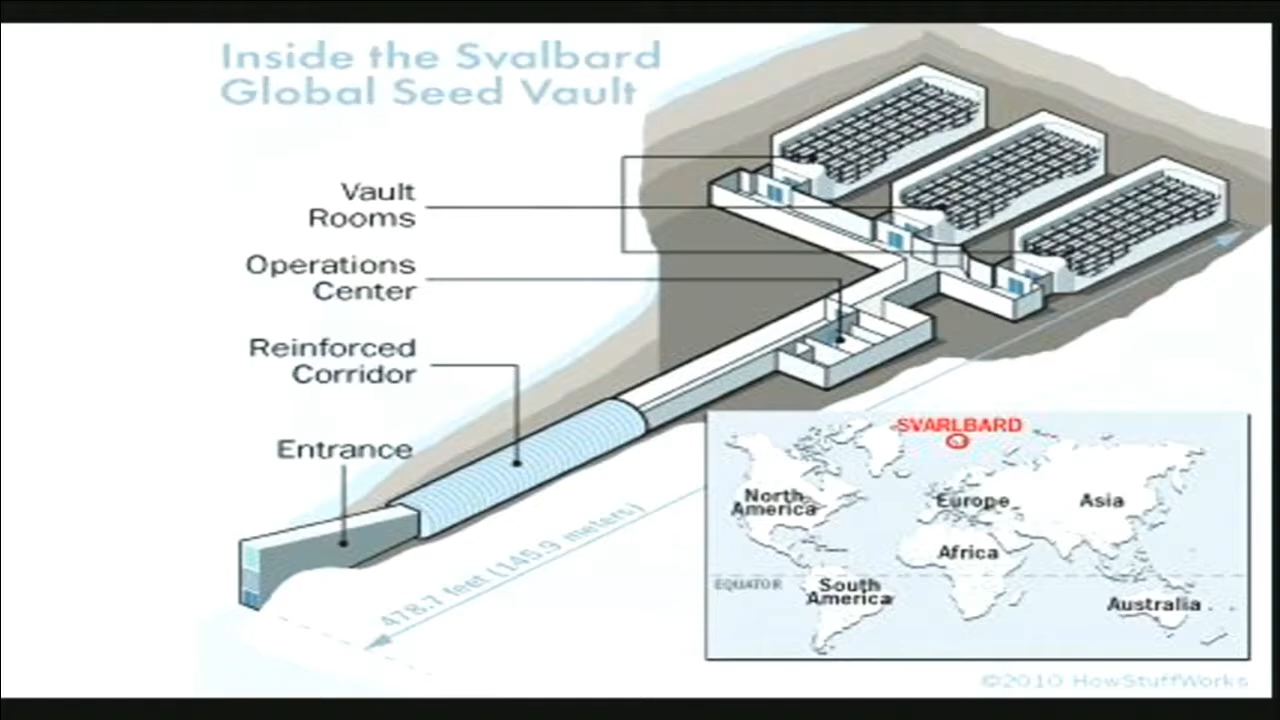 Inside the Svalbard
Global Seed Vault
Vault
Rooms
Operations
Center
Reinforced
Corridor
Entrance
478.7 feet (145.9 meters)
SVARLBARD
North
America
Europe
Asia
Africa
EQUATOR
South
America
Australia
©2010 HowStuffWorks